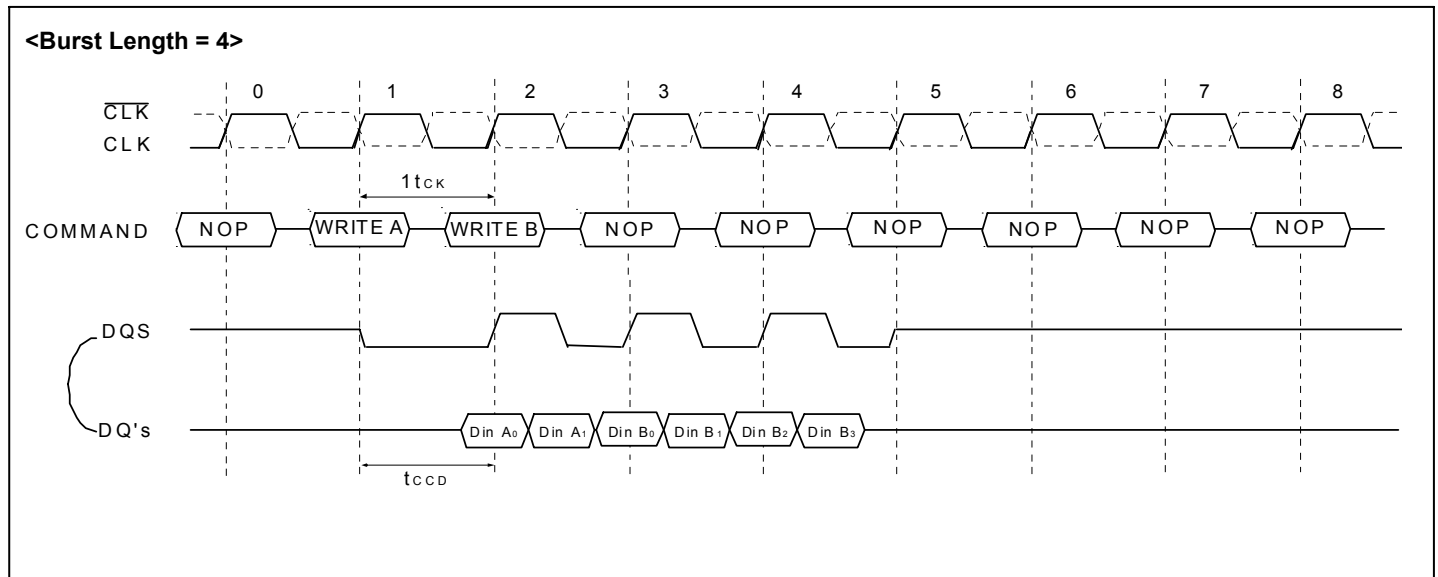 <Burst Length = 4>
0 1 2 3 4 5 6 7 8
CLK
CLK
1tCK
COMMAND NOP WRITE A WRITE B NOP NOP NOP NOP NOP NOP
DQS
DQ's Din A0 Din A1 Din B0 Din B1 Din B2 Din B3
tCCD